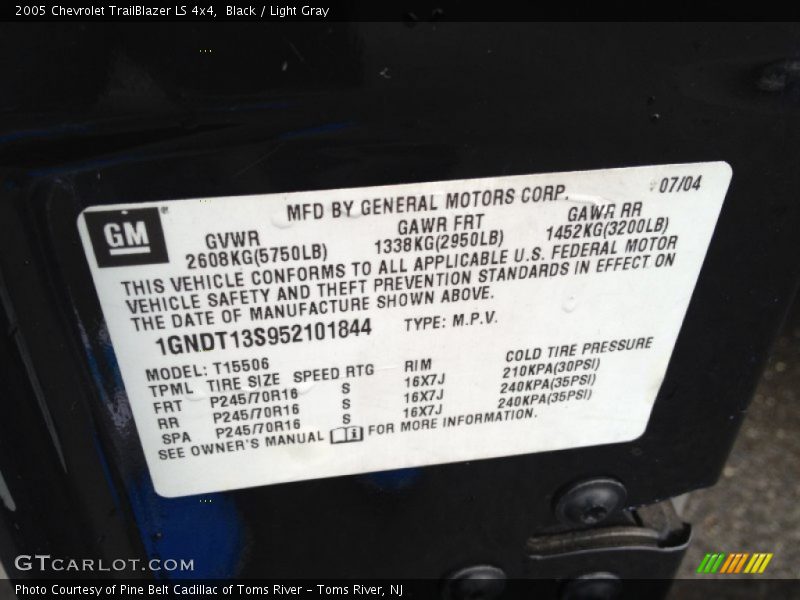 2005 Chevrolet TrailBlazer LS 4x4, Black / Light Gray
GM
MFD BY GENERAL MOTORS CORP. 07/04
GVWR GAWR FRT GAWR RR
2608KG(5750LB) 1338KG(2950LB) 1452KG(3200LB)
THIS VEHICLE CONFORMS TO ALL APPLICABLE U.S. FEDERAL MOTOR
VEHICLE SAFETY AND THEFT PREVENTION STANDARDS IN EFFECT ON
THE DATE OF MANUFACTURE SHOWN ABOVE.
1GNDT13S952101844 TYPE: M.P.V.
MODEL: T15506
TPML TIRE SIZE SPEED RTG RIM COLD TIRE PRESSURE
FRT P245/70R16 S 16X7J 210KPA(30PSI)
RR P245/70R16 S 16X7J 240KPA(35PSI)
SPA P245/70R16 S 16X7J 240KPA(35PSI)
SEE OWNER'S MANUAL FOR MORE INFORMATION.
GTCARLOT.COM
Photo Courtesy of Pine Belt Cadillac of Toms River - Toms River, NJ